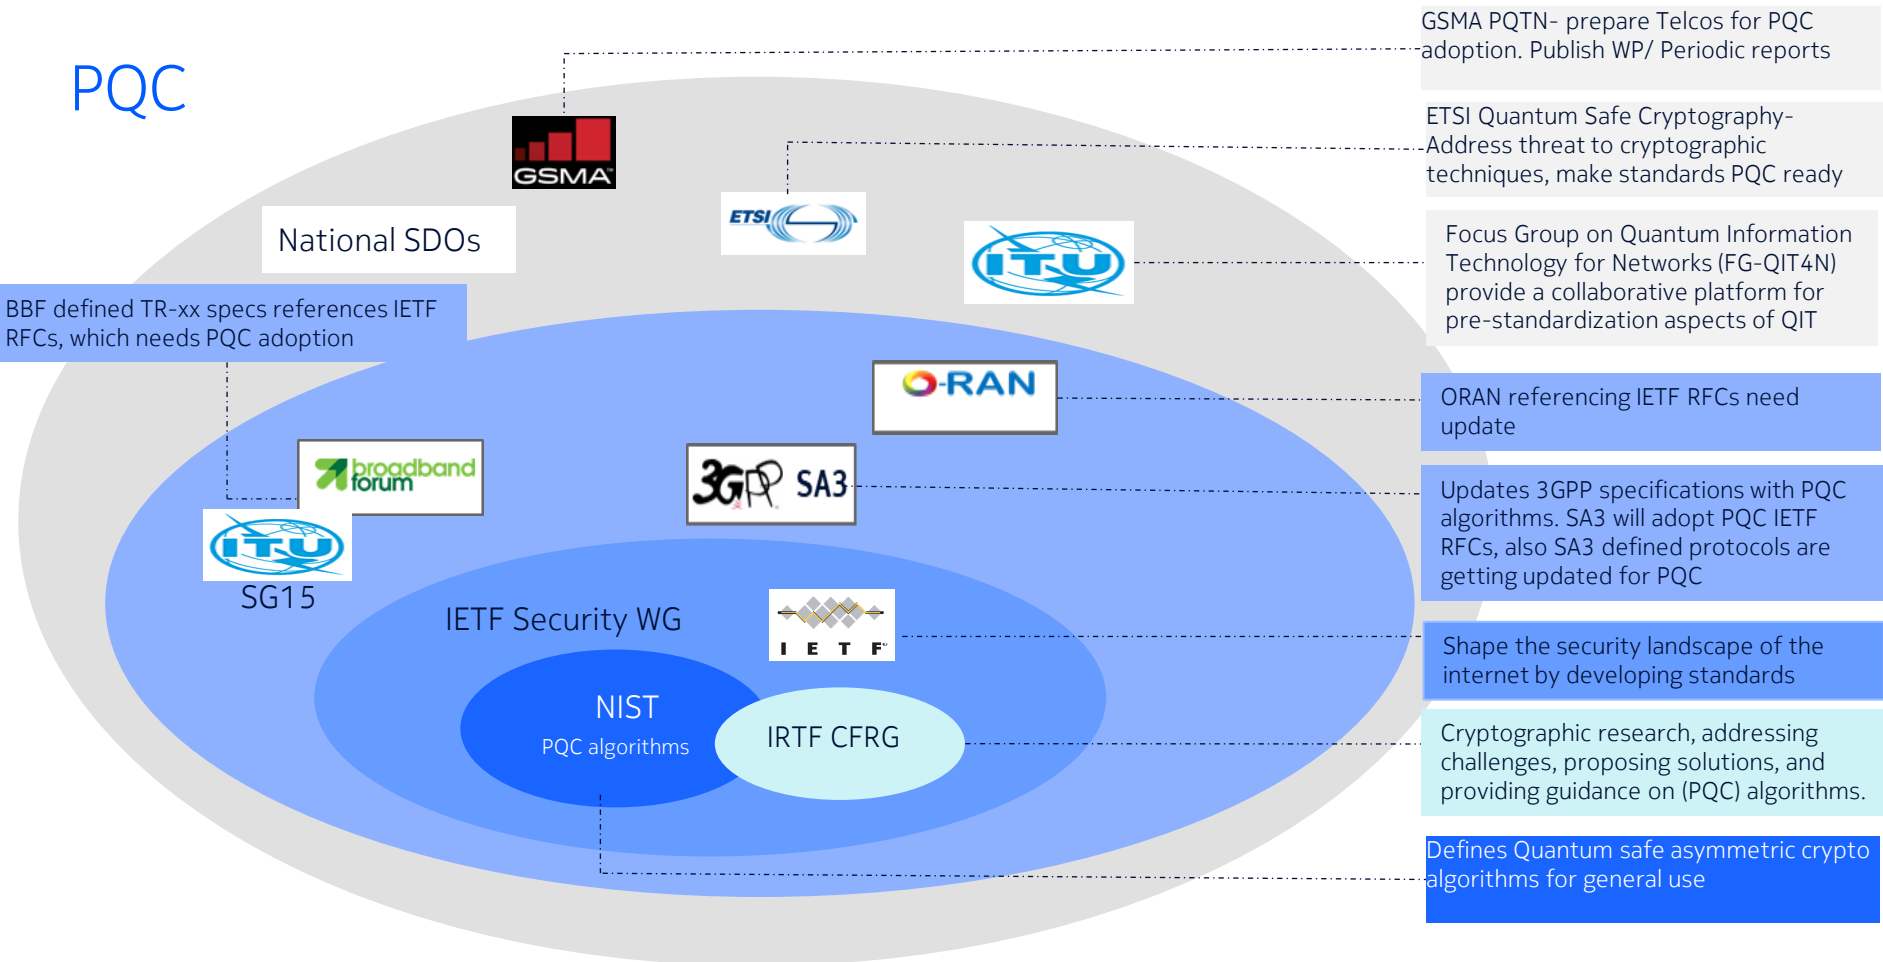 PQC
GSMA PQTN- prepare Telcos for PQC
adoption. Publish WP/ Periodic reports
GSMA™
ETSI Quantum Safe Cryptography-
Address threat to cryptographic
techniques, make standards PQC ready
ETSI
National SDOs
ITU
Focus Group on Quantum Information
Technology for Networks (FG-QIT4N)
provide a collaborative platform for
pre-standardization aspects of QIT
BBF defined TR-xx specs references IETF
RFCs, which needs PQC adoption
O-RAN
ORAN referencing IETF RFCs need
update
broadband
forum
3GPP SA3
Updates 3GPP specifications with PQC
algorithms. SA3 will adopt PQC IETF
RFCs, also SA3 defined protocols are
getting updated for PQC
ITU
SG15
IETF Security WG
I E T F®
Shape the security landscape of the
internet by developing standards
NIST
PQC algorithms
IRTF CFRG
Cryptographic research, addressing
challenges, proposing solutions, and
providing guidance on (PQC) algorithms.
Defines Quantum safe asymmetric crypto
algorithms for general use